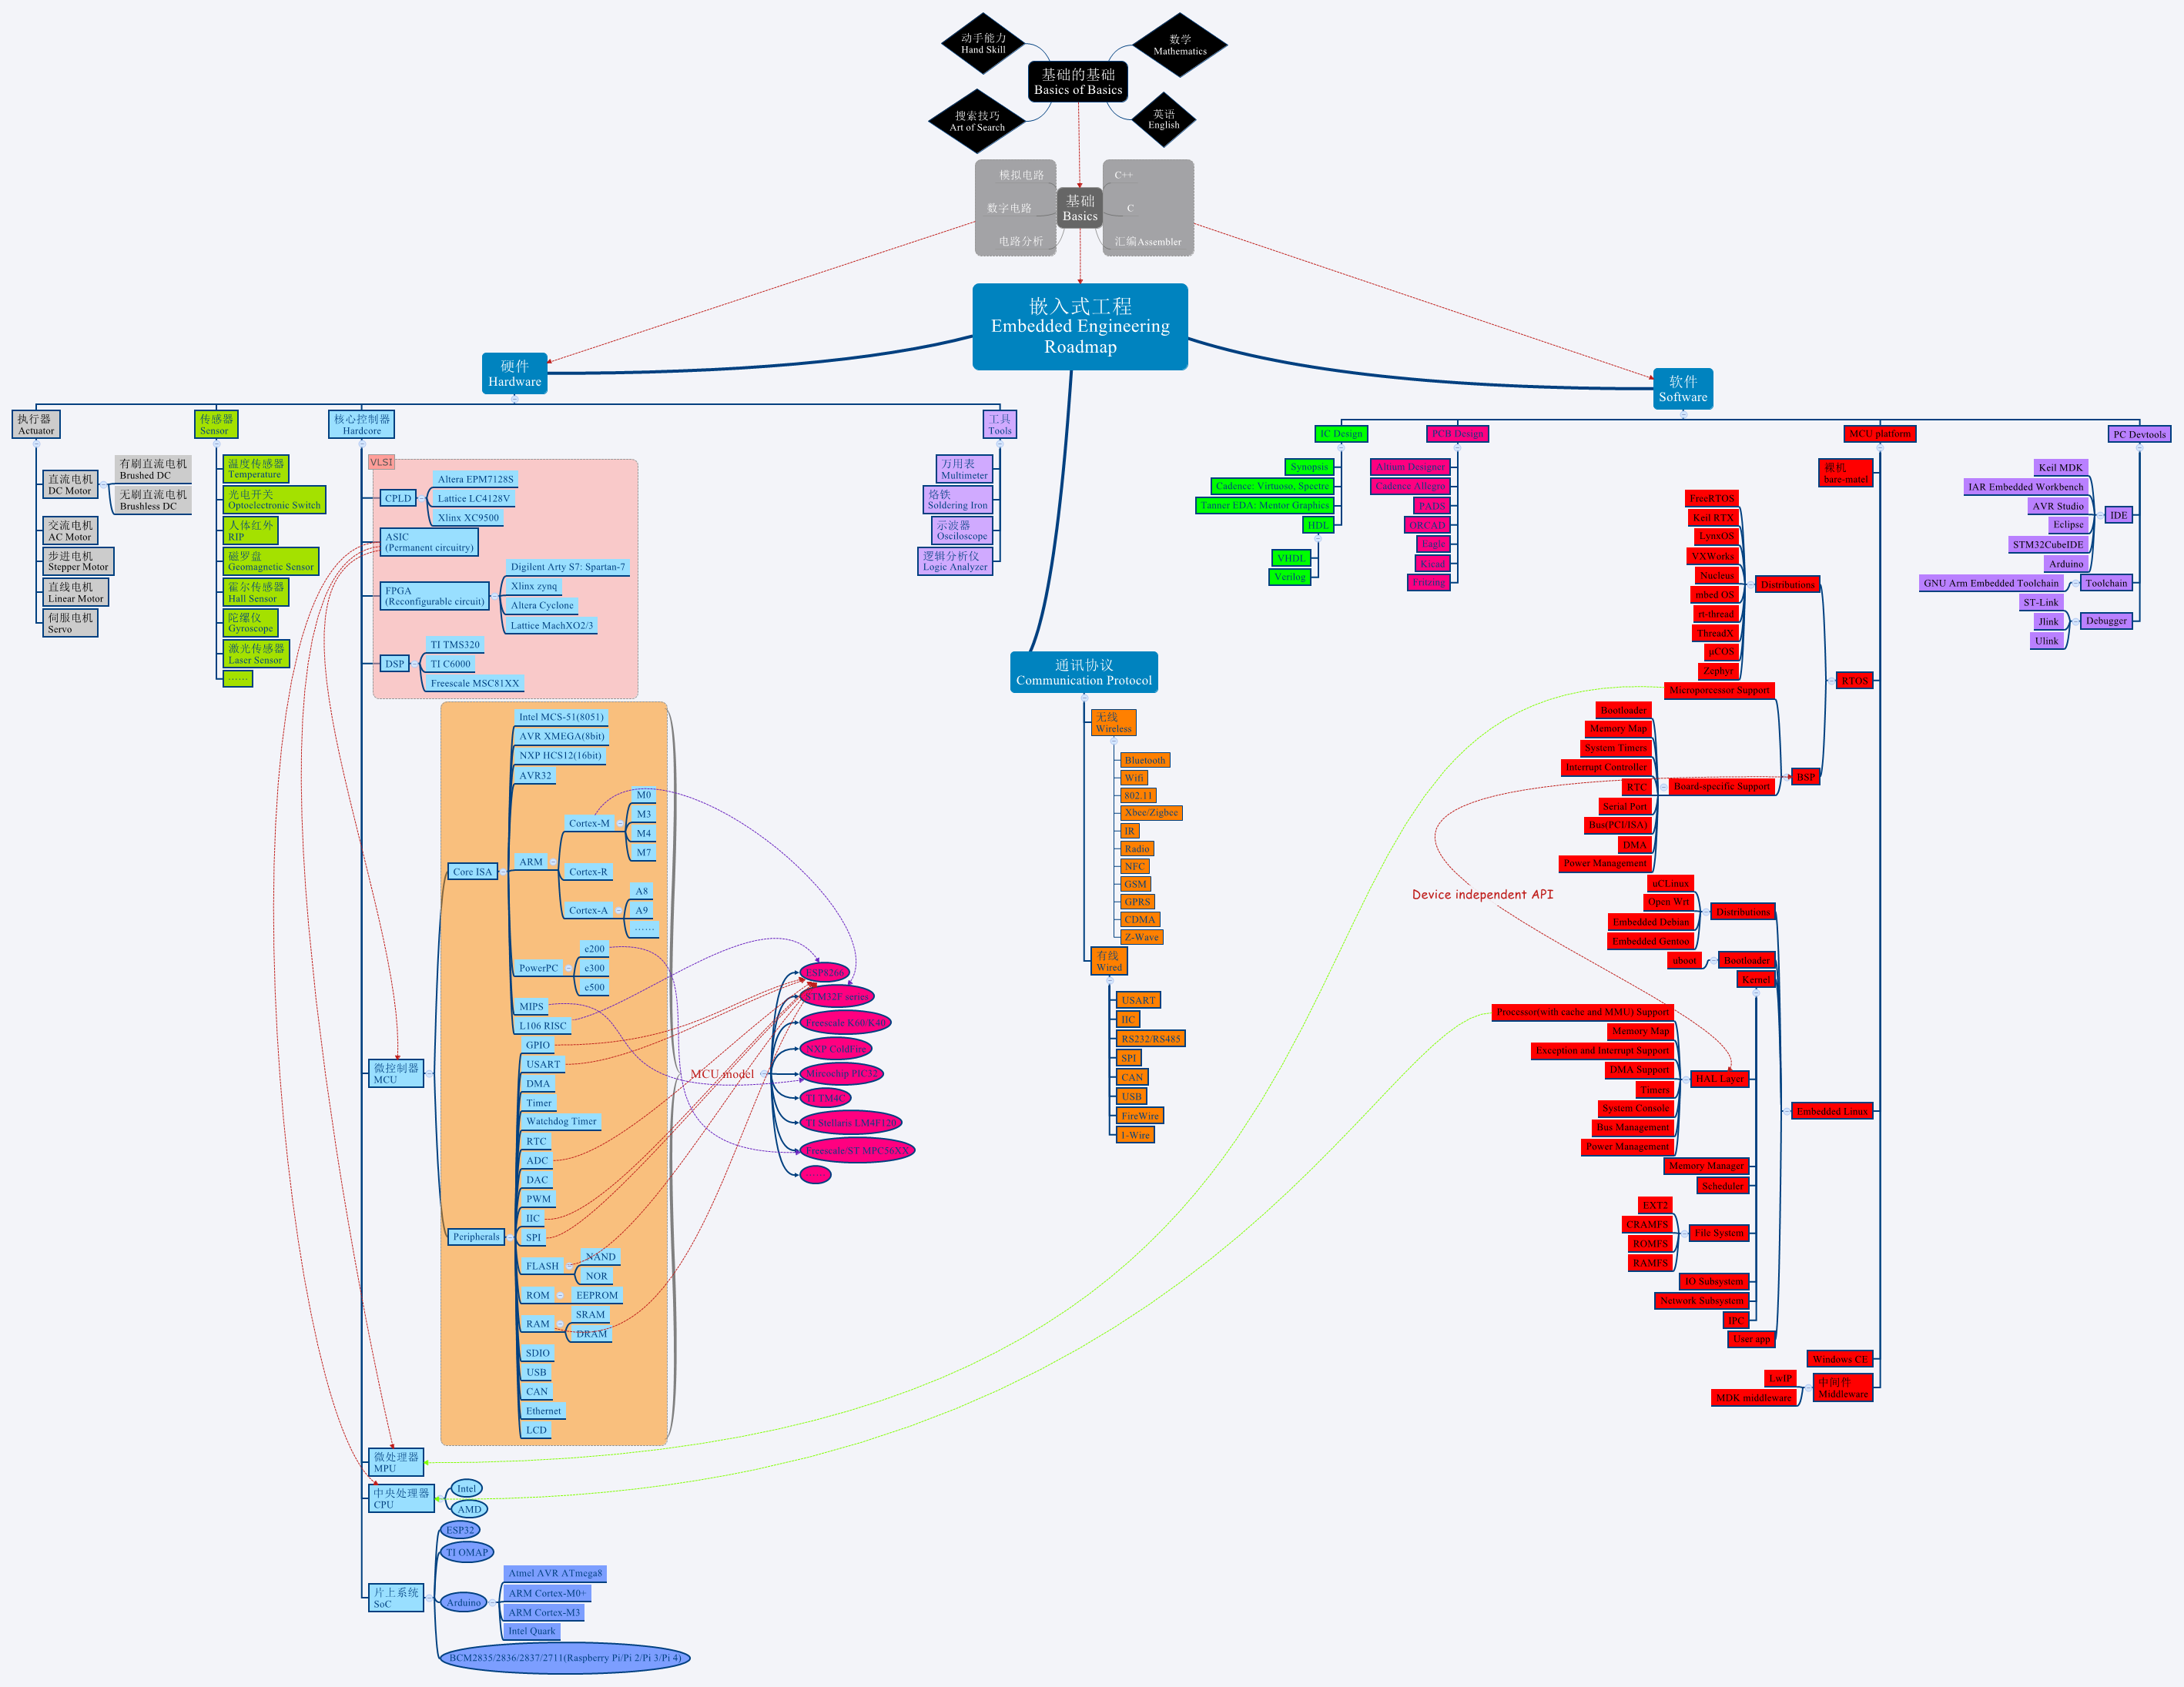 动手能力
Hand Skill
数学
Mathematics
基础的基础
Basics of Basics
搜索技巧
Art of Search
英语
English
模拟电路
数字电路
电路分析
基础
Basics
C++
C
汇编Assembler
嵌入式工程
Embedded Engineering
Roadmap
硬件
Hardware
执行器
Actuator
直流电机
DC Motor
有刷直流电机
Brushed DC
无刷直流电机
Brushless DC
交流电机
AC Motor
步进电机
Stepper Motor
直线电机
Linear Motor
伺服电机
Servo
传感器
Sensor
温度传感器
Temperature
光电开关
Optoelectronic Switch
人体红外
RIP
磁罗盘
Geomagnetic Sensor
霍尔传感器
Hall Sensor
陀螺仪
Gyroscope
激光传感器
Laser Sensor
······
核心控制器
Hardcore
VLSI
CPLD
Altera EPM7128S
Lattice LC4128V
Xlinx XC9500
ASIC
(Permanent circuitry)
FPGA
(Reconfigurable circuit)
Digilent Arty S7: Spartan-7
Xlinx zynq
Altera Cyclone
Lattice MachXO2/3
DSP
TI TMS320
TI C6000
Freescale MSC81XX
微控制器
MCU
Core ISA
Intel MCS-51(8051)
AVR XMEGA(8bit)
NXP HCS12(16bit)
AVR32
ARM
Cortex-M
M0
M3
M4
M7
Cortex-R
Cortex-A
A8
A9
······
PowerPC
e200
e300
e500
MIPS
L106 RISC
Peripherals
GPIO
USART
DMA
Timer
Watchdog Timer
RTC
ADC
DAC
PWM
IIC
SPI
FLASH
NAND
NOR
ROM
EEPROM
RAM
SRAM
DRAM
SDIO
USB
CAN
Ethernet
LCD
MCU model
ESP8266
STM32F series
Freescale K60/K40
NXP ColdFire
Mircochip PIC32
TI TM4C
TI Stellaris LM4F120
Freescale/ST MPC56XX
······
微处理器
MPU
中央处理器
CPU
Intel
AMD
片上系统
SoC
ESP32
TI OMAP
Arduino
Atmel AVR ATmega8
ARM Cortex-M0+
ARM Cortex-M3
Intel Quark
BCM2835/2836/2837/2711(Raspberry Pi/Pi 2/Pi 3/Pi 4)
工具
Tools
万用表
Multimeter
烙铁
Soldering Iron
示波器
Osciloscope
逻辑分析仪
Logic Analyzer
通讯协议
Communication Protocol
无线
Wireless
Bluetooth
Wifi
802.11
Xbee/Zigbee
IR
Radio
NFC
GSM
GPRS
CDMA
Z-Wave
有线
Wired
USART
IIC
RS232/RS485
SPI
CAN
USB
FireWire
1-Wire
软件
Software
IC Design
Synopsis
Cadence: Virtuoso, Spectre
Tanner EDA: Mentor Graphics
HDL
VHDL
Verilog
PCB Design
Altium Designer
Cadence Allegro
PADS
ORCAD
Eagle
Kicad
Fritzing
MCU platform
裸机
bare-matel
RTOS
Distributions
FreeRTOS
Keil RTX
LynxOS
VXWorks
Nucleus
mbed OS
rt-thread
ThreadX
μCOS
Zephyr
BSP
Microporcessor Support
Board-specific Support
Bootloader
Memory Map
System Timers
Interrupt Controller
RTC
Serial Port
Bus(PCI/ISA)
DMA
Power Management
Device independent API
Embedded Linux
Distributions
uCLinux
Open Wrt
Embedded Debian
Embedded Gentoo
Bootloader
uboot
Kernel
HAL Layer
Processor(with cache and MMU) Support
Memory Map
Exception and Interrupt Support
DMA Support
Timers
System Console
Bus Management
Power Management
Memory Manager
Scheduler
File System
EXT2
CRAMFS
ROMFS
RAMFS
IO Subsystem
Network Subsystem
IPC
User app
Windows CE
中间件
Middleware
LwIP
MDK middleware
PC Devtools
IDE
Keil MDK
IAR Embedded Workbench
AVR Studio
Eclipse
STM32CubeIDE
Arduino
Toolchain
GNU Arm Embedded Toolchain
Debugger
ST-Link
Jlink
Ulink